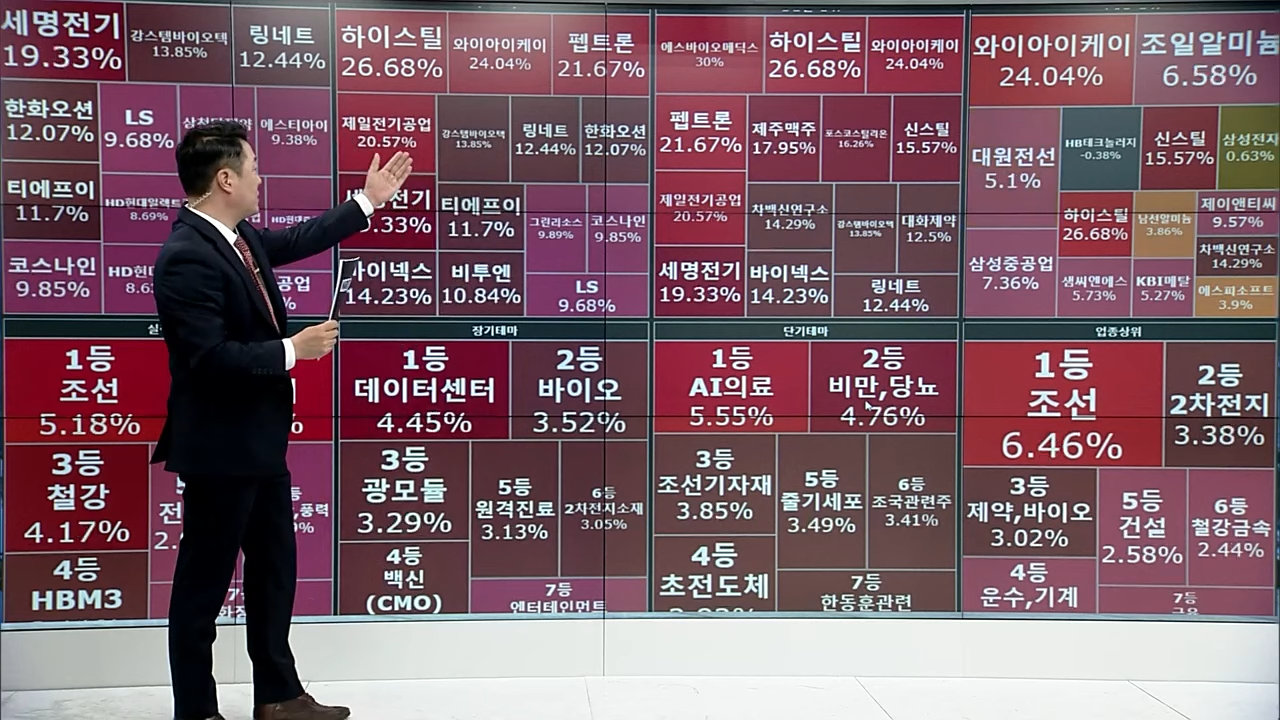 세명전기
19.33%
강스템바이오텍
13.85%
링네트
12.44%
한화오션
12.07%
LS
9.68%
에스티아이
9.38%
티에프이
11.7%
HD현대일렉트
8.69%
코스나인
9.85%
하이스틸
26.68%
와이아이케이
24.04%
펩트론
21.67%
제일전기공업
20.57%
강스템바이오텍
13.85%
링네트
12.44%
한화오션
12.07%
티에프이
11.7%
그린리소스
9.89%
코스나인
9.85%
바이넥스
14.23%
비투엔
10.84%
LS
9.68%
에스바이오메딕스
30%
하이스틸
26.68%
와이아이케이
24.04%
펩트론
21.67%
제주맥주
17.95%
포스코스틸리온
16.26%
신스틸
15.57%
제일전기공업
20.57%
차백신연구소
14.29%
강스템바이오텍
13.85%
대화제약
12.5%
세명전기
19.33%
바이넥스
14.23%
링네트
12.44%
와이아이케이
24.04%
조일알미늄
6.58%
대원전선
5.1%
HB테크놀러지
-0.38%
신스틸
15.57%
삼성전자
0.63%
하이스틸
26.68%
남선알미늄
3.86%
제이앤티씨
9.57%
차백신연구소
14.29%
삼성중공업
7.36%
샘씨엔에스
5.73%
KBI메탈
5.27%
에스피소프트
3.9%
1등
조선
5.18%
3등
철강
4.17%
4등
HBM3
장기테마
1등
데이터센터
4.45%
2등
바이오
3.52%
3등
광모듈
3.29%
5등
원격진료
3.13%
6등
2차전지소재
3.05%
4등
백신
(CMO)
7등
엔터테인먼트
단기테마
1등
AI의료
5.55%
2등
비만,당뇨
4.76%
3등
조선기자재
3.85%
5등
줄기세포
3.49%
6등
조국관련주
3.41%
4등
초전도체
7등
한동훈관련
업종상위
1등
조선
6.46%
2등
2차전지
3.38%
3등
제약,바이오
3.02%
5등
건설
2.58%
6등
철강금속
2.44%
4등
운수,기계
7등